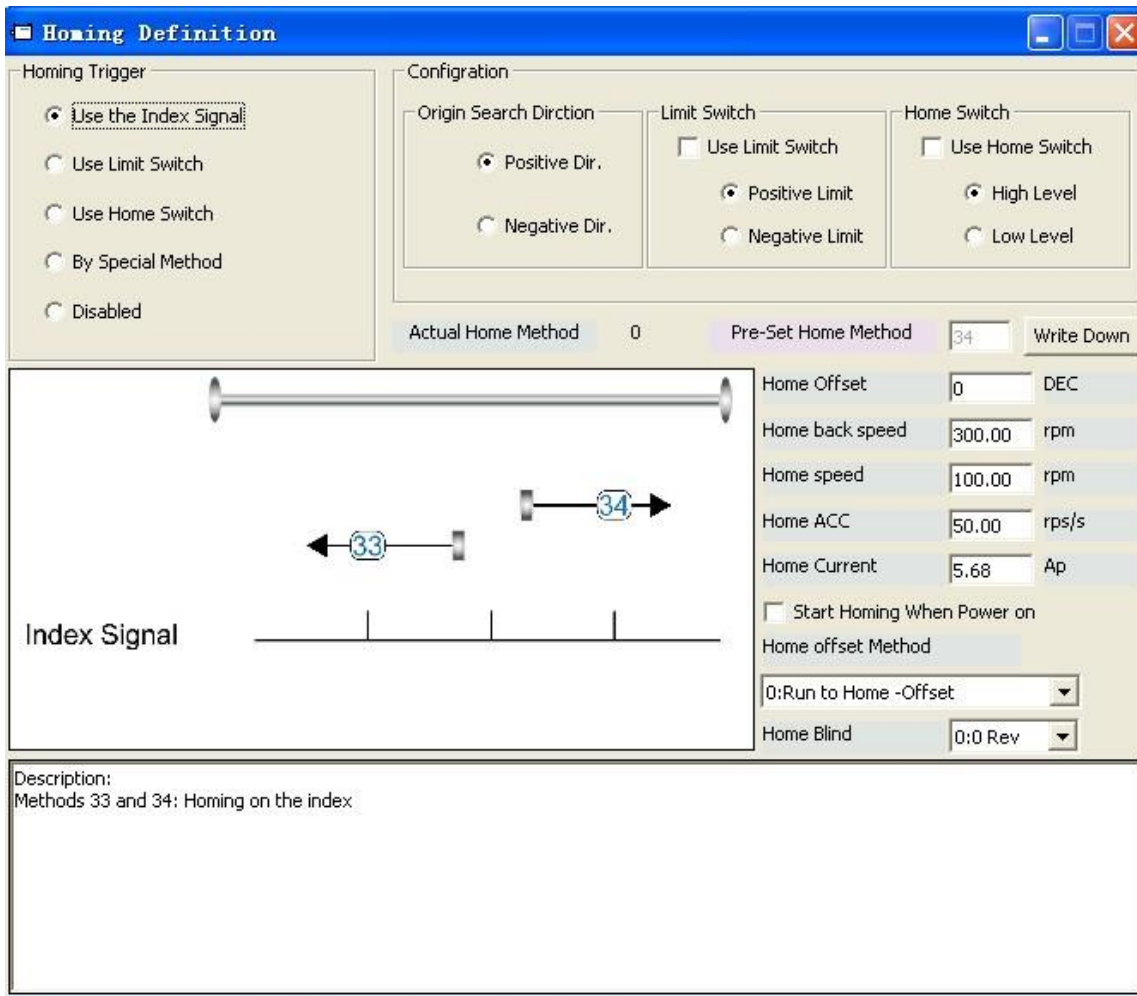 Homing Definition
Homing Trigger
Use the Index Signal
Use Limit Switch
Use Home Switch
By Special Method
Disabled
Configration
Origin Search Dirction
Positive Dir.
Negative Dir.
Limit Switch
Use Limit Switch
Positive Limit
Negative Limit
Home Switch
Use Home Switch
High Level
Low Level
Actual Home Method 0 Pre-Set Home Method 34 Write Down
34
33
Index Signal
Home Offset 0 DEC
Home back speed 300.00 rpm
Home speed 100.00 rpm
Home ACC 50.00 rps/s
Home Current 5.68 Ap
Start Homing When Power on
Home offset Method
0:Run to Home -Offset
Home Blind 0:0 Rev
Description:
Methods 33 and 34: Homing on the index